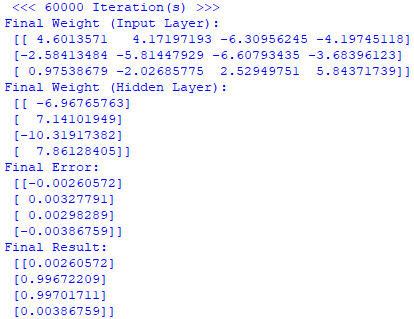 <<< 60000 Iteration(s) >>>
Final Weight (Input Layer):
[[ 4.6013571   4.17197193 -6.30956245 -4.19745118]
[-2.58413484 -5.81447929 -6.60793435 -3.68396123]
[ 0.97538679 -2.02685775  2.52949751  5.84371739]]
Final Weight (Hidden Layer):
[[ -6.96765763]
[  7.14101949]
[-10.31917382]
[  7.86128405]]
Final Error:
[[-0.00260572]
[ 0.00327791]
[ 0.00298289]
[-0.00386759]]
Final Result:
[[0.00260572]
[0.99672209]
[0.99701711]
[0.00386759]]